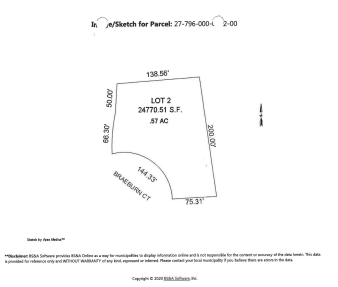 /Sketch for Parcel: 27-796-000- 2-00
138.56'
50.00'
LOT 2
24770.51 S.F.
.57 AC
66.30'
200.00'
144.33'
BRAEBURN CT
75.31'
Sketch by Apex Medina™
**Disclaimer: BS&A Software provides BS&A Online as a way for municipalities to display information online and is not responsible for the content or accuracy of the data herein. This data
is provided for reference only and WITHOUT WARRANTY of any kind, expressed or inferred. Please contact your local municipality if you believe there are errors in the data.
Copyright © 2020 BS&A Software, Inc.